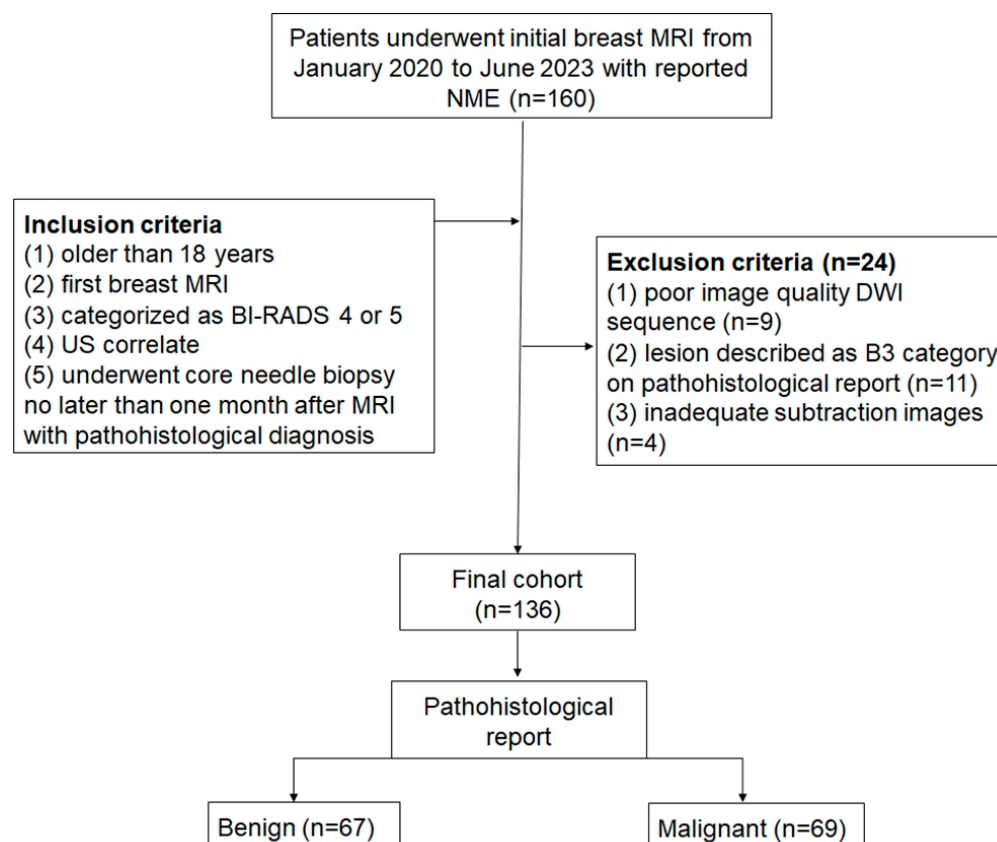 Patients underwent initial breast MRI from
January 2020 to June 2023 with reported
NME (n=160)
Inclusion criteria
(1) older than 18 years
(2) first breast MRI
(3) categorized as BI-RADS 4 or 5
(4) US correlate
(5) underwent core needle biopsy
no later than one month after MRI
with pathohistological diagnosis
Exclusion criteria (n=24)
(1) poor image quality DWI
sequence (n=9)
(2) lesion described as B3 category
on pathohistological report (n=11)
(3) inadequate subtraction images
(n=4)
Final cohort
(n=136)
Pathohistological
report
Benign (n=67)
Malignant (n=69)